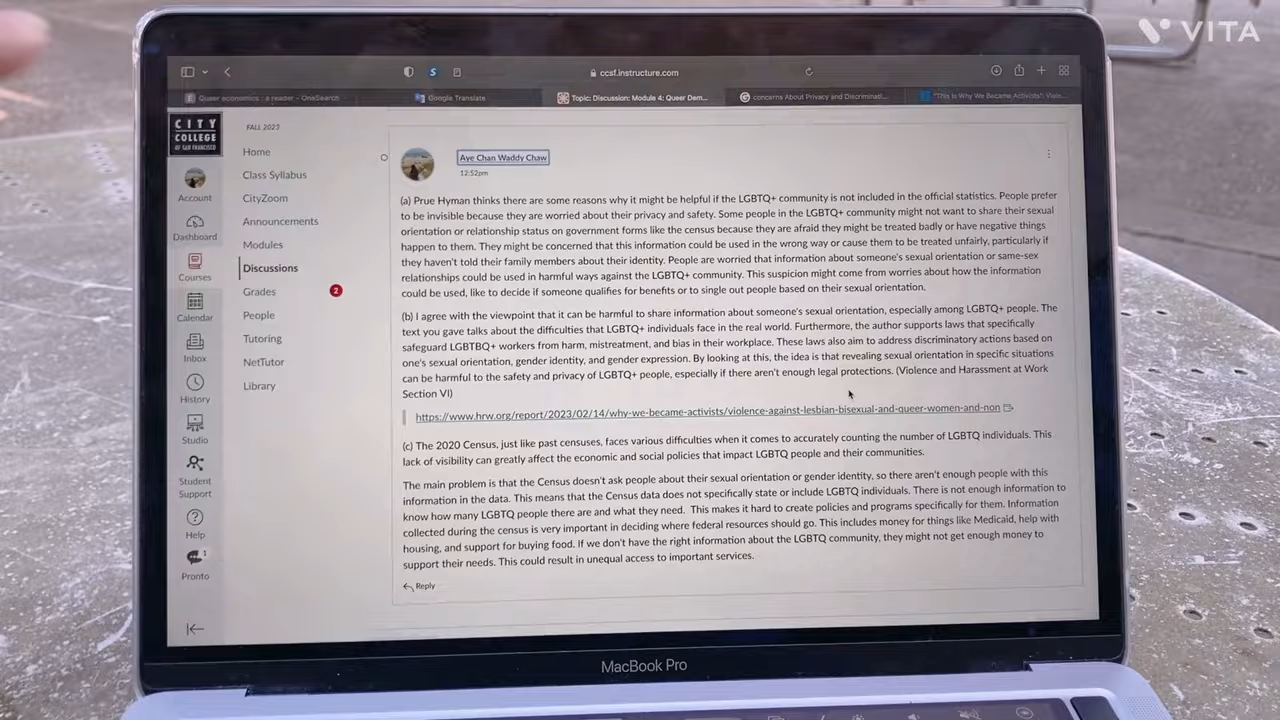 VITA
ccsf.instructure.com
Queer economics : a reader - OneSearch
Google Translate
Topic: Discussion: Module 4: Queer Dem...
concerns About Privacy and Discriminati...
"This Is Why We Became Activists": Viole...
CITY
COLLEGE
OF SAN FRANCISCO
Account
Dashboard
Courses
Calendar
Inbox
History
Studio
Student
Support
Help
1
Pronto
FALL 2023
Home
Class Syllabus
CityZoom
Announcements
Modules
Discussions
Grades
2
People
Tutoring
NetTutor
Library
Aye Chan Waddy Chaw
12:52pm
(a) Prue Hyman thinks there are some reasons why it might be helpful if the LGBTQ+ community is not included in the official statistics. People prefer
to be invisible because they are worried about their privacy and safety. Some people in the LGBTQ+ community might not want to share their sexual
orientation or relationship status on government forms like the census because they are afraid they might be treated badly or have negative things
happen to them. They might be concerned that this information could be used in the wrong way or cause them to be treated unfairly, particularly if
they haven't told their family members about their identity. People are worried that information about someone's sexual orientation or same-sex
relationships could be used in harmful ways against the LGBTQ+ community. This suspicion might come from worries about how the information
could be used, like to decide if someone qualifies for benefits or to single out people based on their sexual orientation.
(b) I agree with the viewpoint that it can be harmful to share information about someone's sexual orientation, especially among LGBTQ+ people. The
text you gave talks about the difficulties that LGBTQ+ individuals face in the real world. Furthermore, the author supports laws that specifically
safeguard LGBTBQ+ workers from harm, mistreatment, and bias in their workplace. These laws also aim to address discriminatory actions based on
one's sexual orientation, gender identity, and gender expression. By looking at this, the idea is that revealing sexual orientation in specific situations
can be harmful to the safety and privacy of LGBTQ+ people, especially if there aren't enough legal protections. (Violence and Harassment at Work
Section VI)
https://www.hrw.org/report/2023/02/14/why-we-became-activists/violence-against-lesbian-bisexual-and-queer-women-and-non
(c) The 2020 Census, just like past censuses, faces various difficulties when it comes to accurately counting the number of LGBTQ individuals. This
lack of visibility can greatly affect the economic and social policies that impact LGBTQ people and their communities.
The main problem is that the Census doesn't ask people about their sexual orientation or gender identity, so there aren't enough people with this
information in the data. This means that the Census data does not specifically state or include LGBTQ individuals. There is not enough information to
know how many LGBTQ people there are and what they need. This makes it hard to create policies and programs specifically for them. Information
collected during the census is very important in deciding where federal resources should go. This includes money for things like Medicaid, help with
housing, and support for buying food. If we don't have the right information about the LGBTQ community, they might not get enough money to
support their needs. This could result in unequal access to important services.
Reply
MacBook Pro